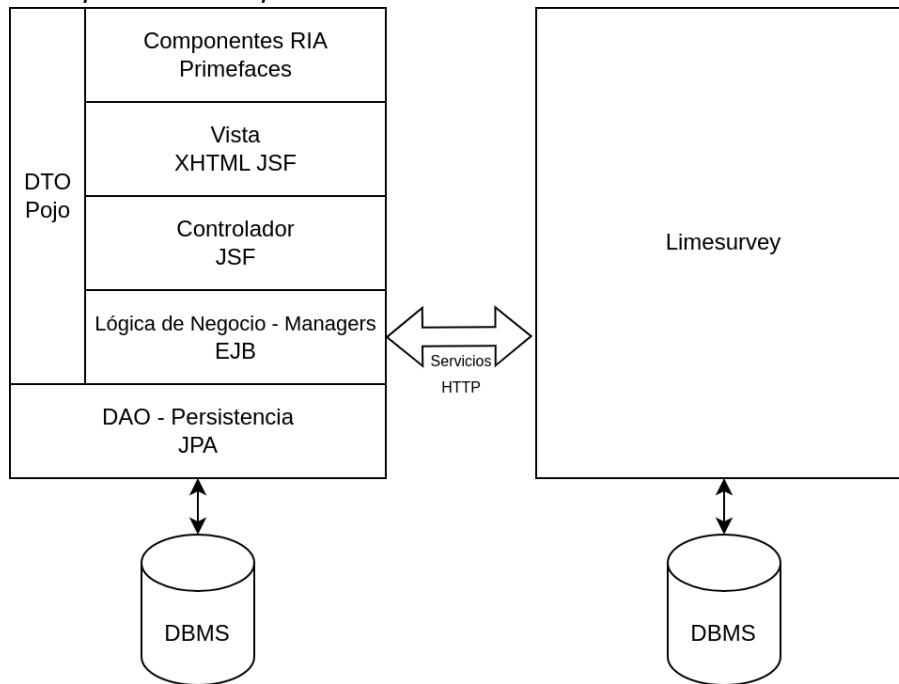 Componentes RIA
Primefaces
Vista
XHTML JSF
DTO
Pojo
Controlador
JSF
Limesurvey
Lógica de Negocio - Managers
EJB
Servicios
HTTP
DAO - Persistencia
JPA
DBMS
DBMS